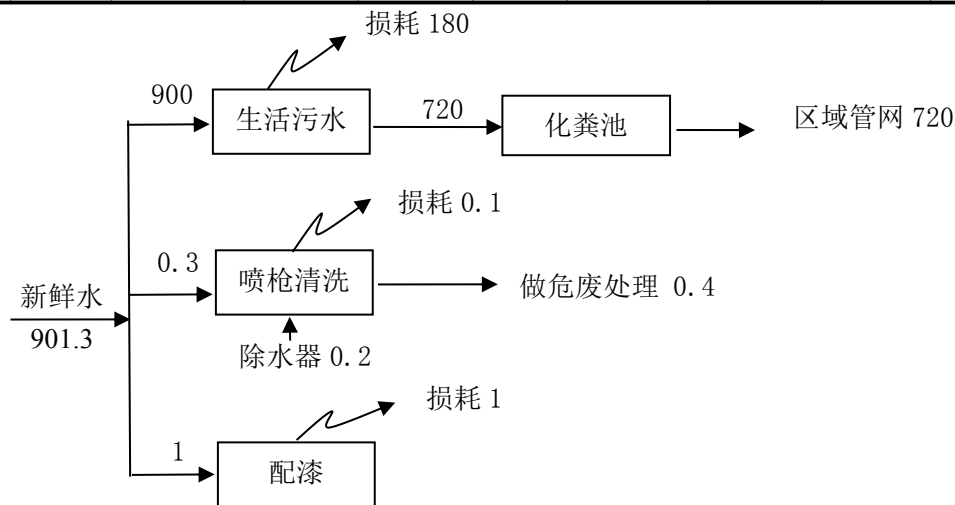 损耗 180
900
生活污水
720
化粪池
区域管网 720
损耗 0.1
0.3
喷枪清洗
做危废处理 0.4
新鲜水
901.3
除水器 0.2
损耗 1
1
配漆